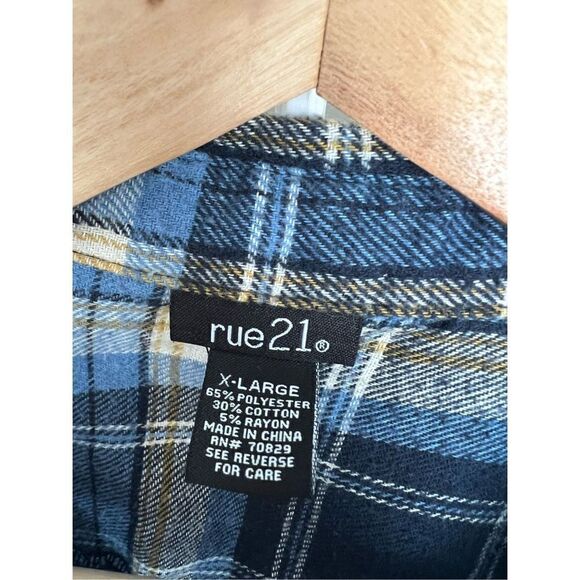 rue21®
X-LARGE
65% POLYESTER
30% COTTON
5% RAYON
MADE IN CHINA
RN# 70829
SEE REVERSE
FOR CARE